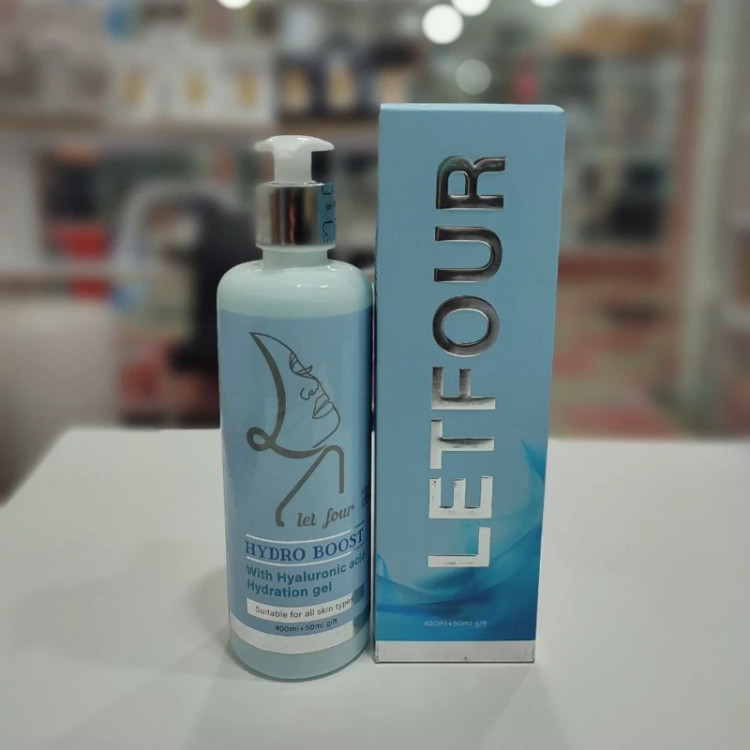 let four
HYDRO BOOST
With Hyaluronic acid
Hydration gel
Suitable for all skin types
400ml+50ml gift
LETFOUR
400ml+50ml gift